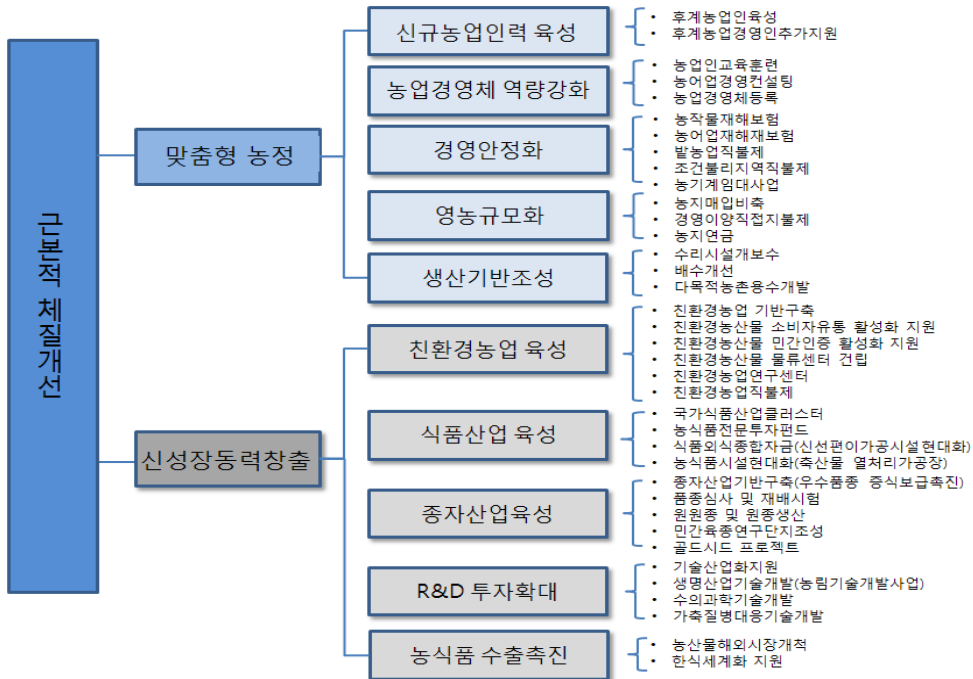 근본적 체질개선
맞춤형 농정
신규농업인력 육성
• 후계농업인육성
• 후계농업경영인추가지원
농업경영체 역량강화
• 농업인교육훈련
• 농어업경영컨설팅
• 농업경영체등록
경영안정화
• 농작물재해보험
• 농어업재해재보험
• 밭농업직불제
• 조건불리지역직불제
• 농기계임대사업
영농규모화
• 농지매입비축
• 경영이양직접지불제
• 농지연금
생산기반조성
• 수리시설개보수
• 배수개선
• 다목적농촌용수개발
신성장동력창출
친환경농업 육성
• 친환경농업 기반구축
• 친환경농산물 소비자유통 활성화 지원
• 친환경농산물 민간인증 활성화 지원
• 친환경농산물 물류센터 건립
• 친환경농업연구센터
• 친환경농업직불제
식품산업 육성
• 국가식품산업클러스터
• 농식품전문투자펀드
• 식품외식종합자금(신선편이가공시설현대화)
• 농식품시설현대화(축산물 열처리가공장)
종자산업육성
• 종자산업기반구축(우수품종 증식보급촉진)
• 품종심사 및 재배시험
• 원원종 및 원종생산
• 민간육종연구단지조성
• 골드시드 프로젝트
R&D 투자확대
• 기술산업화지원
• 생명산업기술개발(농림기술개발사업)
• 수의과학기술개발
• 가축질병대응기술개발
농식품 수출촉진
• 농산물해외시장개척
• 한식세계화 지원